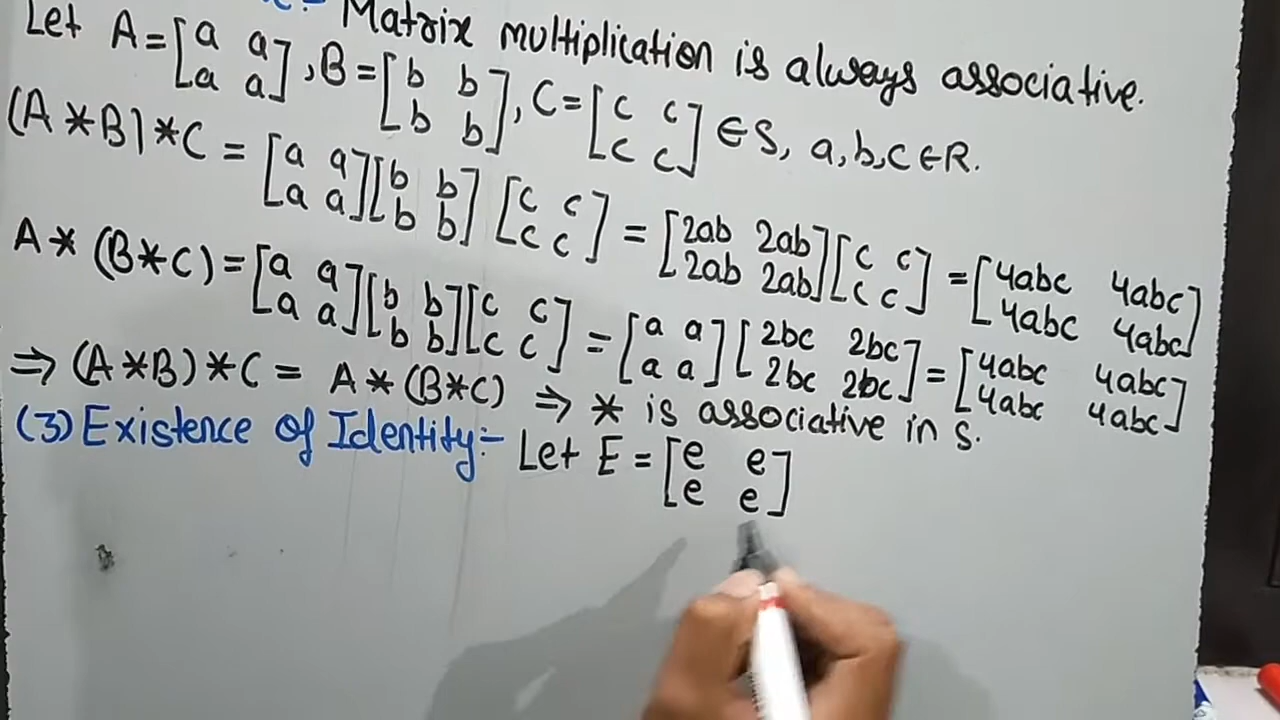 Matrix multiplication is always associative.
Let A=[a a a a], B=[b b b b], C=[c c c c] ∈ S, a,b,c ∈ R.
(A*B)*C = [a a a a][b b b b][c c c c] = [2ab 2ab 2ab 2ab][c c c c] = [4abc 4abc 4abc 4abc]
A*(B*C)=[a a a a][b b b b][c c c c] = [a a a a][2bc 2bc 2bc 2bc] = [4abc 4abc 4abc 4abc]
⇒ (A*B)*C = A*(B*C) ⇒ * is associative in S.
(3) Existence of Identity:- Let E = [e e e e]